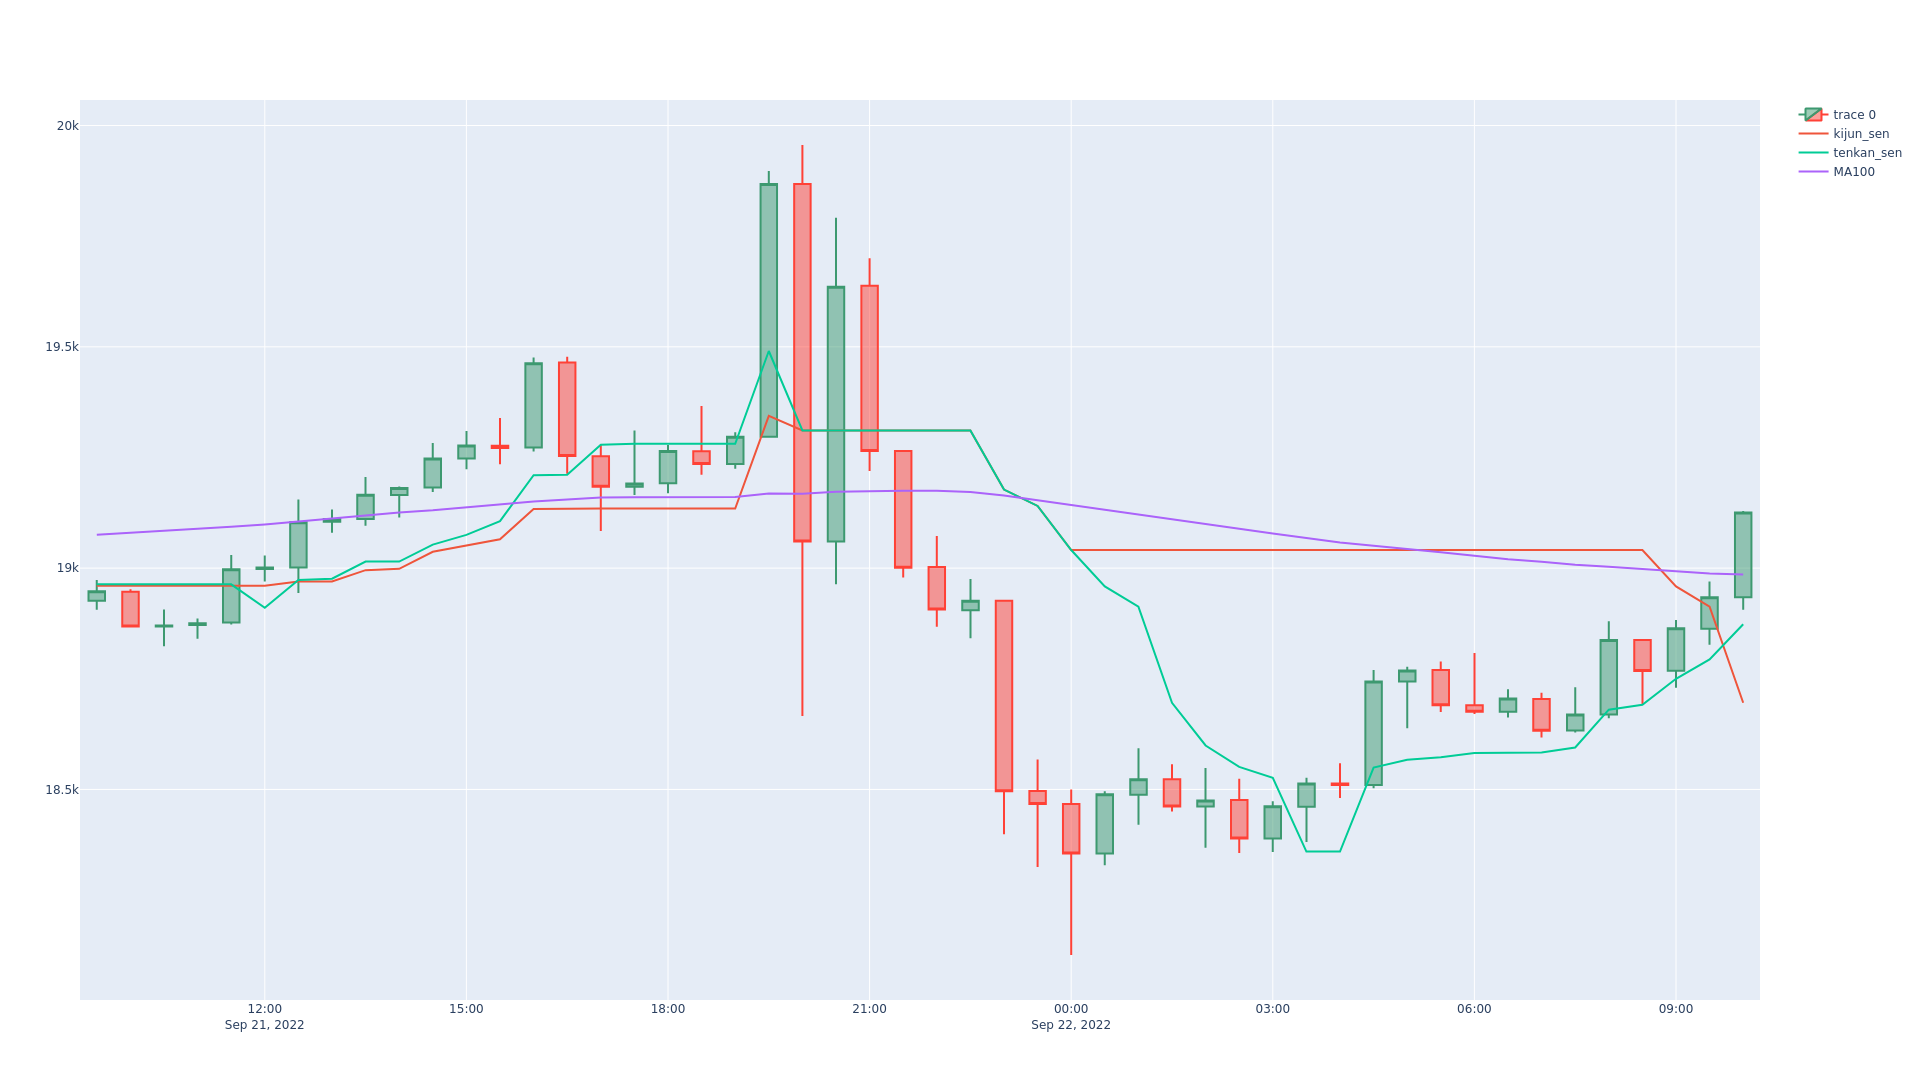 trace 0
kijun_sen
tenkan_sen
MA100
20k
19.5k
19k
18.5k
12:00 15:00 18:00 21:00 00:00 03:00 06:00 09:00
Sep 21, 2022 Sep 22, 2022